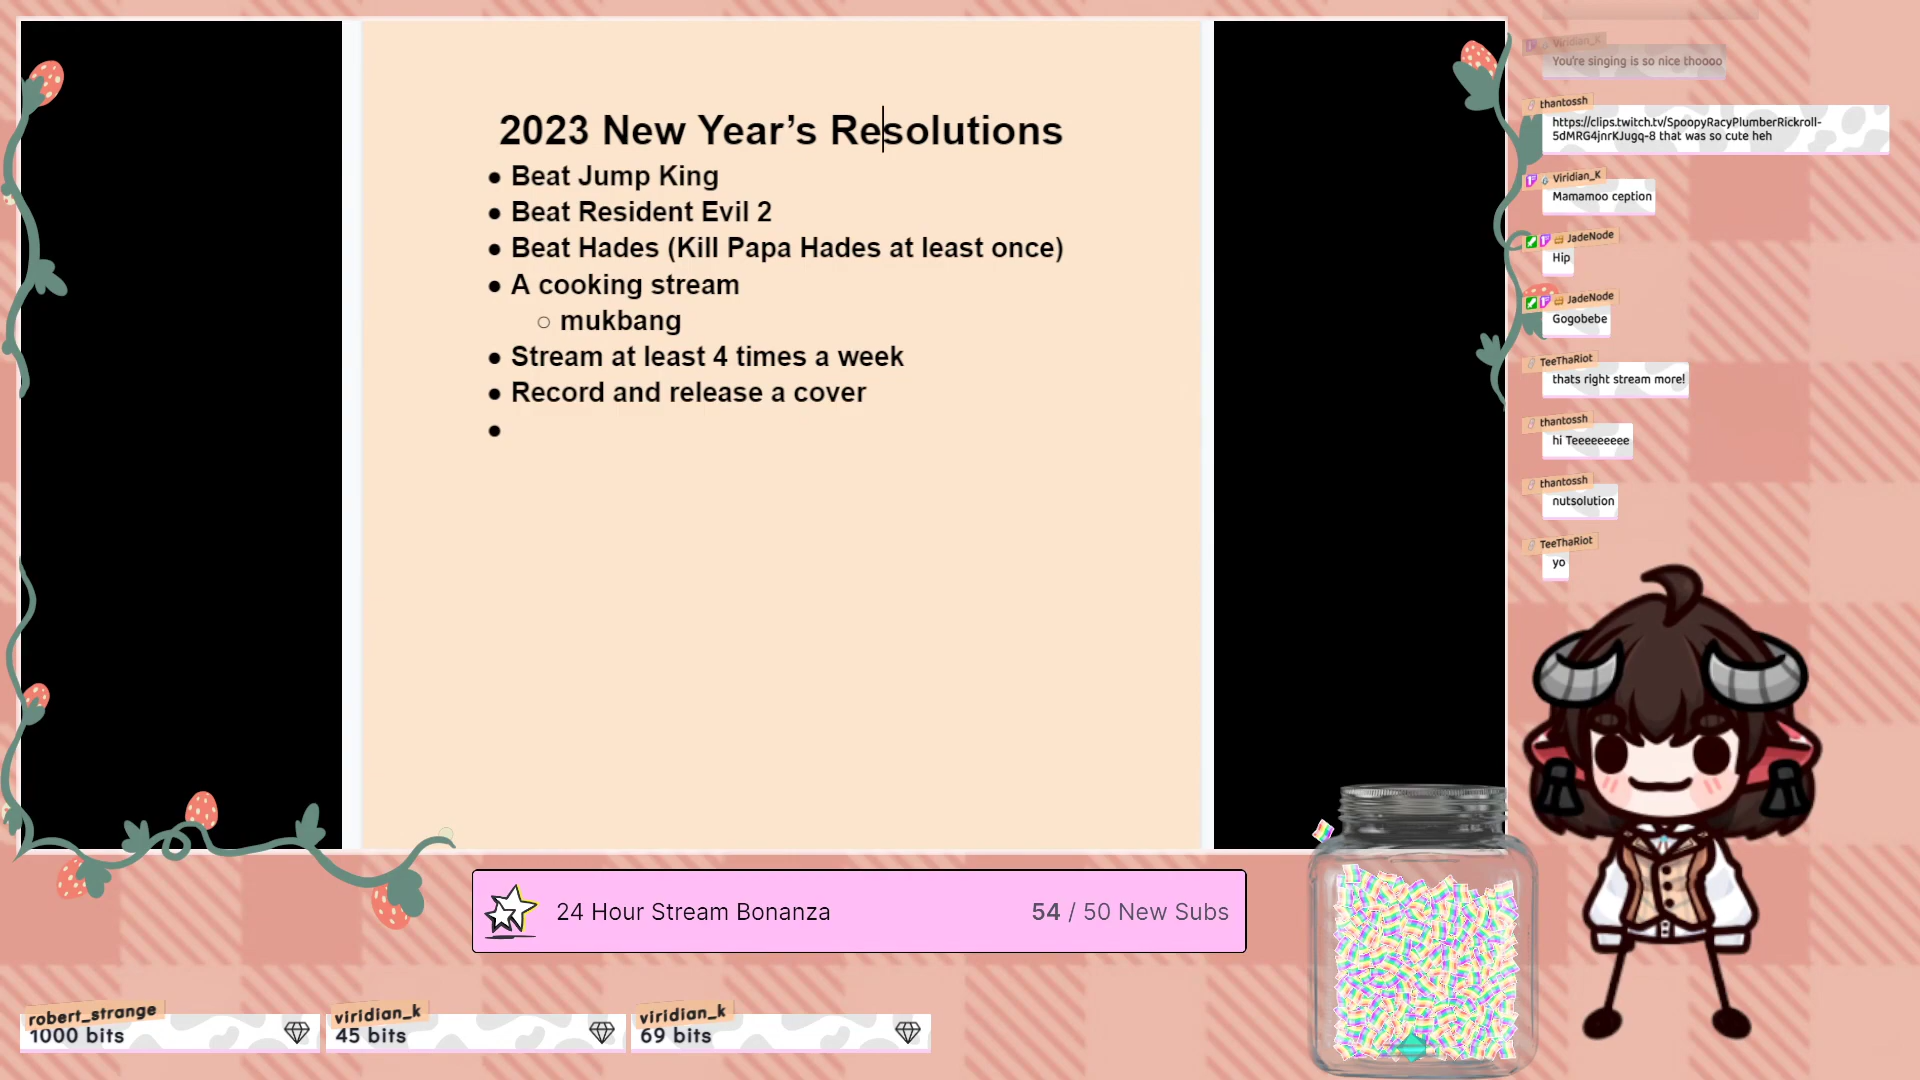 2023 New Year’s Resolutions
● Beat Jump King
● Beat Resident Evil 2
● Beat Hades (Kill Papa Hades at least once)
● A cooking stream
○ mukbang
● Stream at least 4 times a week
● Record and release a cover
●
Viridian_K
You're singing is so nice thoooo
thantossh
https://clips.twitch.tv/SpoopyRacyPlumberRickroll-
5dMRG4jnrKJugq-8 that was so cute heh
Viridian_K
Mamamoo ception
JadeNode
Hip
JadeNode
Gogobebe
TeeThaRiot
thats right stream more!
thantossh
hi Teeeeeeeee
thantossh
nutsolution
TeeThaRiot
yo
24 Hour Stream Bonanza 54 / 50 New Subs
robert_strange
1000 bits
viridian_k
45 bits
viridian_k
69 bits